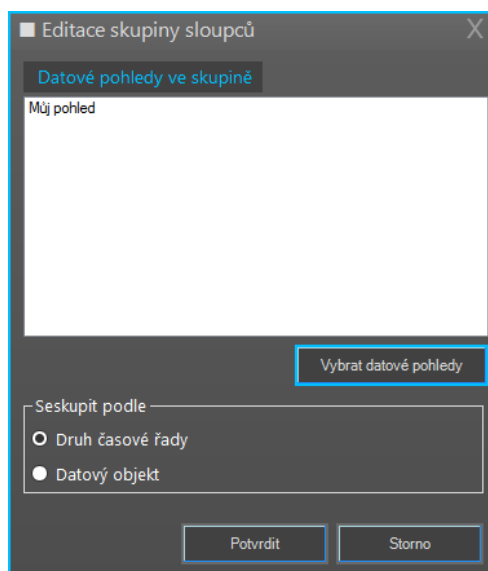 Editace skupiny sloupců
X
Datové pohledy ve skupině
Můj pohled
Vybrat datové pohledy
Seskupit podle
Druh časové řady
Datový objekt
Potvrdit
Storno